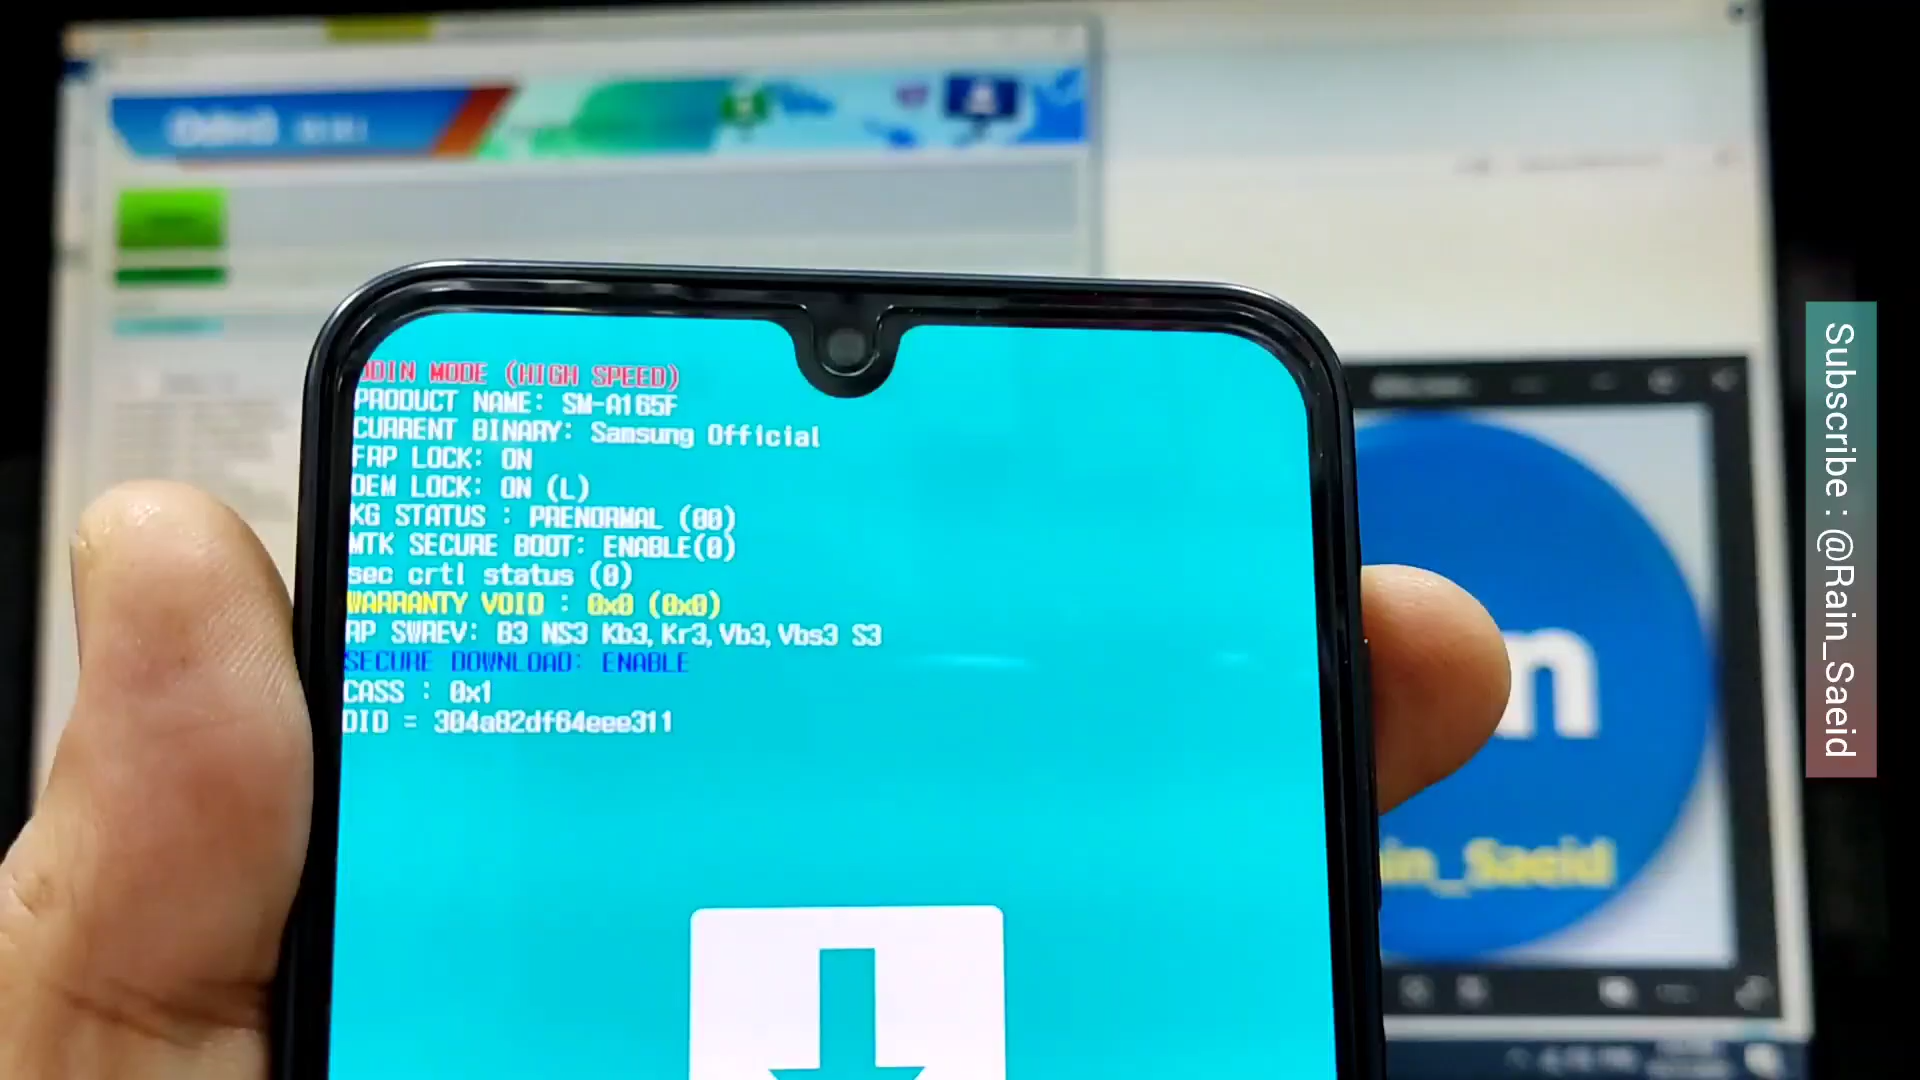 ODIN MODE (HIGH SPEED)
PRODUCT NAME: SM-A165F
CURRENT BINARY: Samsung Official
FRP LOCK: ON
OEM LOCK: ON (L)
KG STATUS : PRENORMAL (00)
MTK SECURE BOOT: ENABLE(0)
sec crtl status (0)
WARRANTY VOID : 0x0 (0x0)
AP SWREV: B3 NS3 Kb3, Kr3, Vb3, Vbs3 S3
SECURE DOWNLOAD: ENABLE
CASS : 0x1
DID = 304a82df64eee311
n
ain_Saeid
Subscribe : @Rain_Saeid